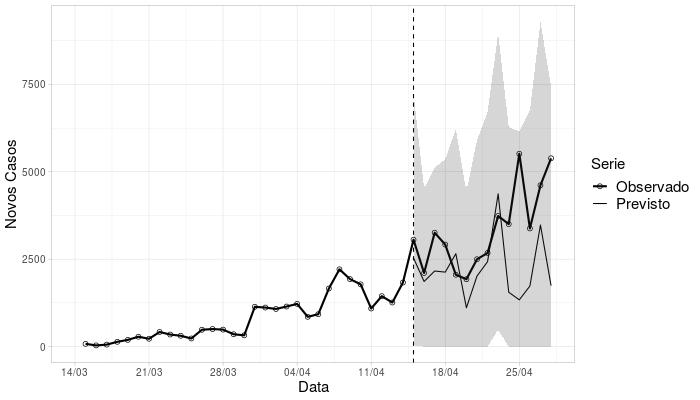 Novos Casos
7500
5000
2500
0
14/03 21/03 28/03 04/04 11/04 18/04 25/04
Data
Serie
Observado
Previsto